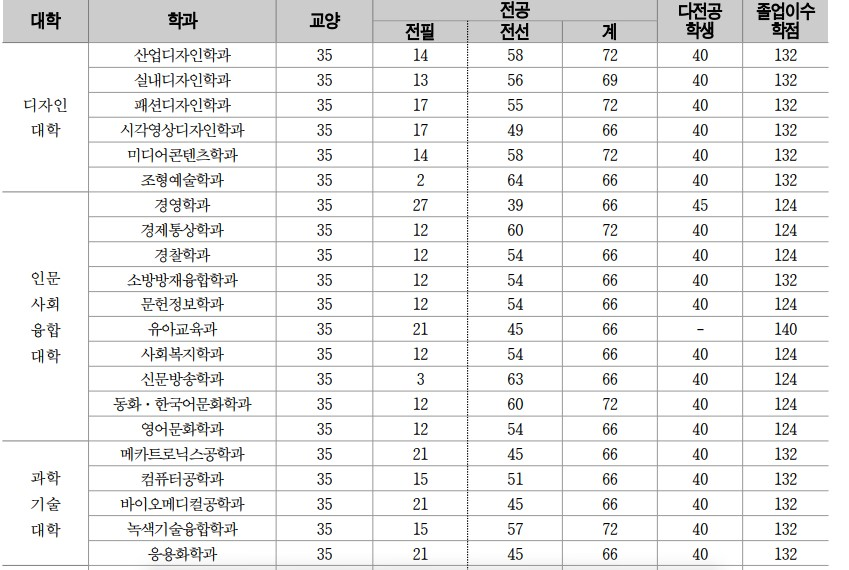 대학 학과 교양 전공 다전공 학생 졸업이수 학점
전필 전선 계
디자인 대학
산업디자인학과 35 14 58 72 40 132
실내디자인학과 35 13 56 69 40 132
패션디자인학과 35 17 55 72 40 132
시각영상디자인학과 35 17 49 66 40 132
미디어콘텐츠학과 35 14 58 72 40 132
조형예술학과 35 2 64 66 40 132
인문 사회 융합 대학
경영학과 35 27 39 66 45 124
경제통상학과 35 12 60 72 40 124
경찰학과 35 12 54 66 40 124
소방방재융합학과 35 12 54 66 40 132
문헌정보학과 35 12 54 66 40 124
유아교육과 35 21 45 66 - 140
사회복지학과 35 12 54 66 40 124
신문방송학과 35 3 63 66 40 124
동화·한국어문화학과 35 12 60 72 40 124
영어문화학과 35 12 54 66 40 124
과학 기술 대학
메카트로닉스공학과 35 21 45 66 40 132
컴퓨터공학과 35 15 51 66 40 132
바이오메디컬공학과 35 21 45 66 40 132
녹색기술융합학과 35 15 57 72 40 132
응용화학과 35 21 45 66 40 132